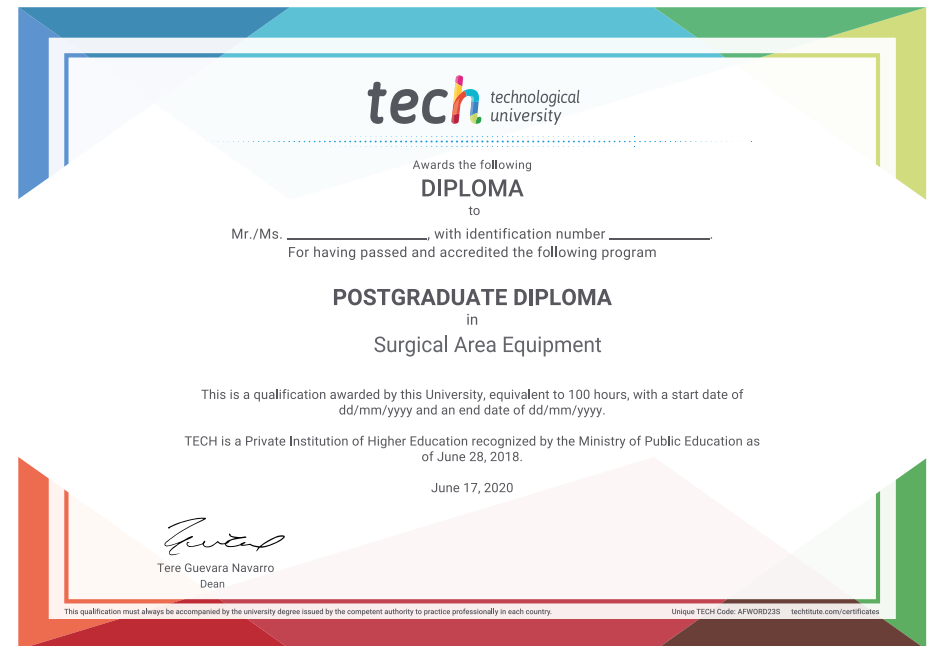 tech technological
university
Awards the following
DIPLOMA
to
Mr./Ms. ____________________, with identification number ______________.
For having passed and accredited the following program
POSTGRADUATE DIPLOMA
in
Surgical Area Equipment
This is a qualification awarded by this University, equivalent to 100 hours, with a start date of
dd/mm/yyyy and an end date of dd/mm/yyyy.
TECH is a Private Institution of Higher Education recognized by the Ministry of Public Education as
of June 28, 2018.
June 17, 2020
Tere Guevara Navarro
Dean
This qualification must always be accompanied by the university degree issued by the competent authority to practice professionally in each country.
Unique TECH Code: AFWORD23S techtitute.com/certificates